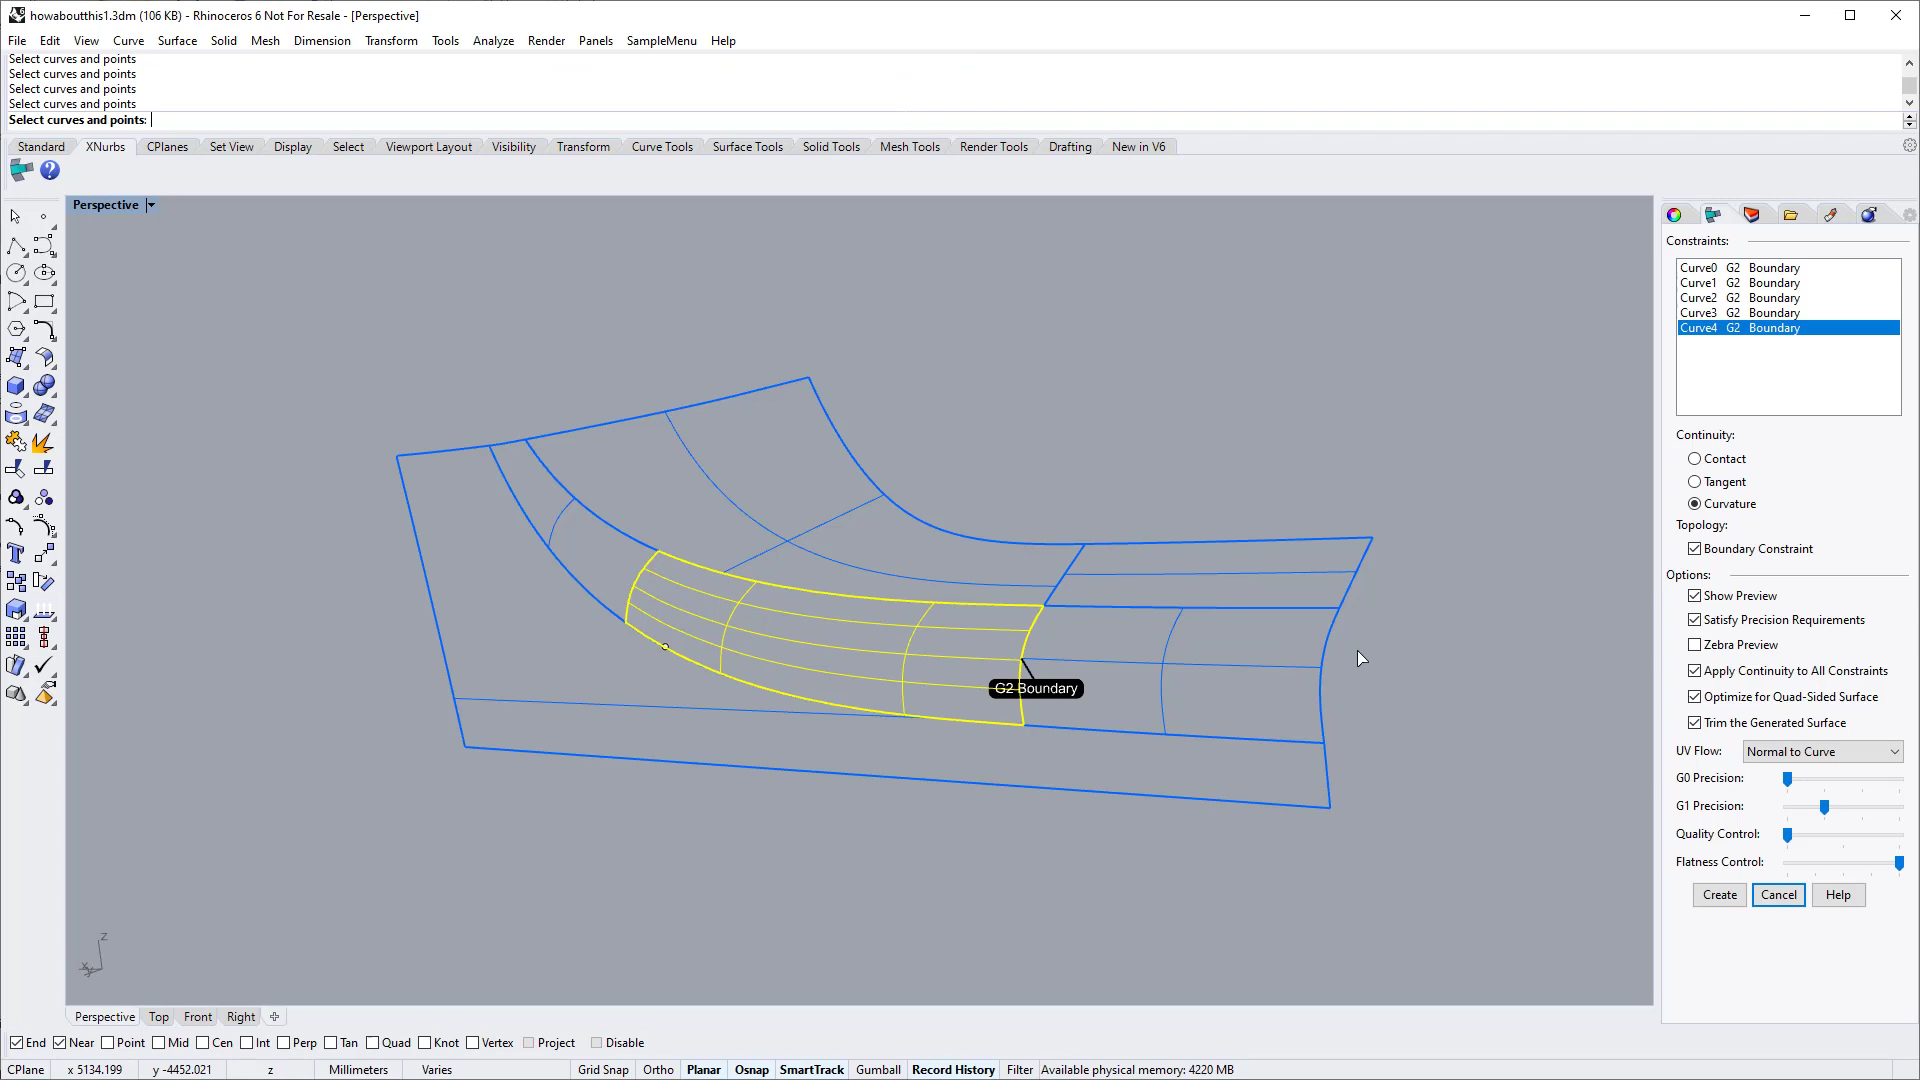 howaboutthis1.3dm (106 KB) - Rhinoceros 6 Not For Resale - [Perspective]
File Edit View Curve Surface Solid Mesh Dimension Transform Tools Analyze Render Panels SampleMenu Help
Select curves and points
Select curves and points
Select curves and points
Select curves and points
Select curves and points:
Standard XNurbs CPlanes Set View Display Select Viewport Layout Visibility Transform Curve Tools Surface Tools Solid Tools Mesh Tools Render Tools Drafting New in V6
Perspective
Constraints:
Curve0 G2 Boundary
Curve1 G2 Boundary
Curve2 G2 Boundary
Curve3 G2 Boundary
Curve4 G2 Boundary
Continuity:
Contact
Tangent
Curvature
Topology:
Boundary Constraint
Options:
Show Preview
Satisfy Precision Requirements
Zebra Preview
Apply Continuity to All Constraints
Optimize for Quad-Sided Surface
Trim the Generated Surface
UV Flow: Normal to Curve
G0 Precision:
G1 Precision:
Quality Control:
Flatness Control:
Create Cancel Help
G2 Boundary
z
x
y
Perspective Top Front Right
End Near Point Mid Cen Int Perp Tan Quad Knot Vertex Project Disable
CPlane x 5134.199 y -4452.021 z Millimeters Varies Grid Snap Ortho Planar Osnap SmartTrack Gumball Record History Filter Available physical memory: 4220 MB